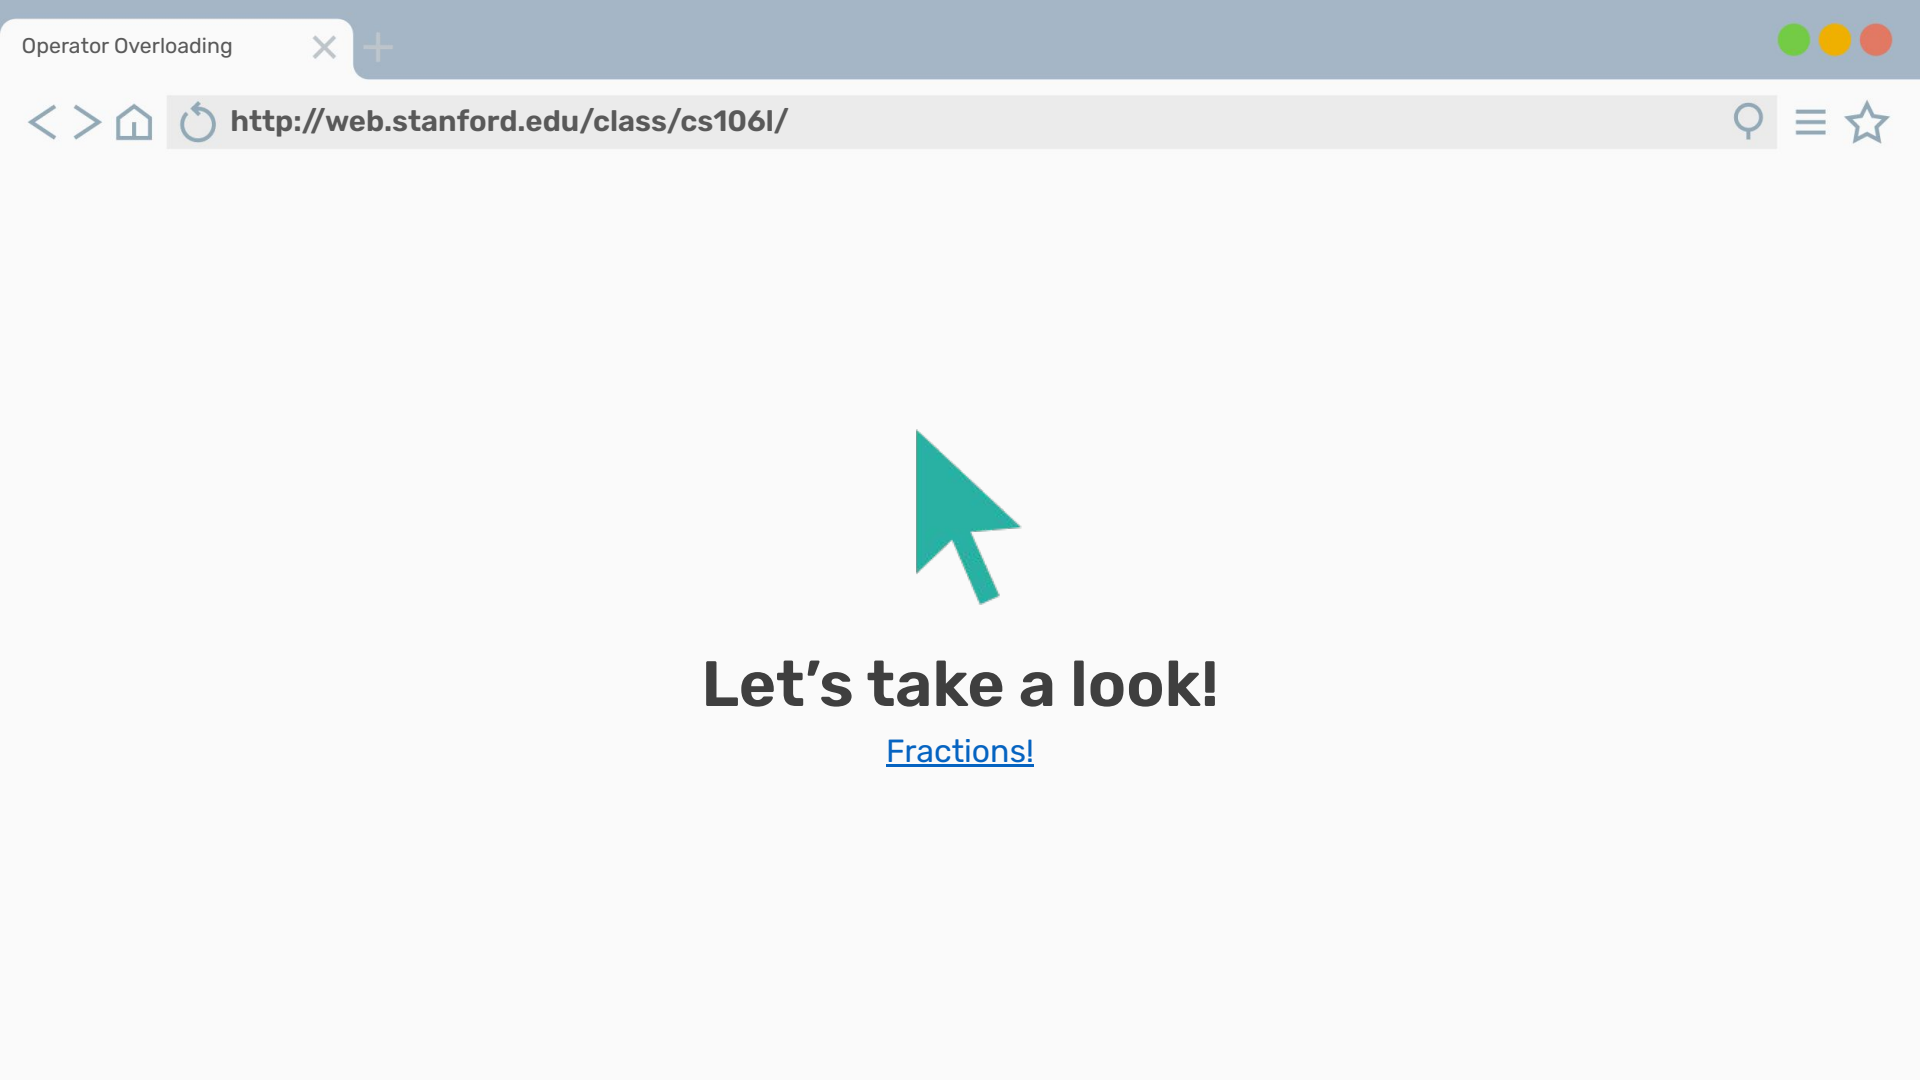 Operator Overloading
http://web.stanford.edu/class/cs106l/
Let’s take a look!
Fractions!